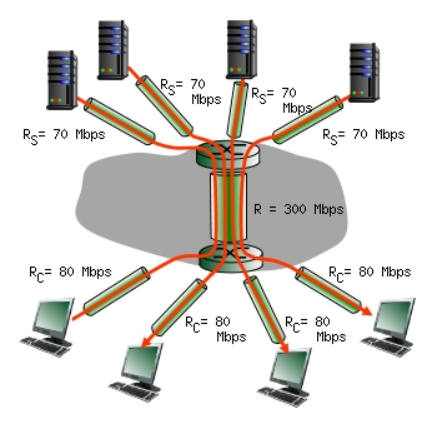 R_S= 70
Mbps
R_S= 70
Mbps
R_S= 70 Mbps
R_S= 70 Mbps
R = 300 Mbps
R_C= 80 Mbps
R_C= 80 Mbps
R_C= 80
Mbps
R_C= 80
Mbps